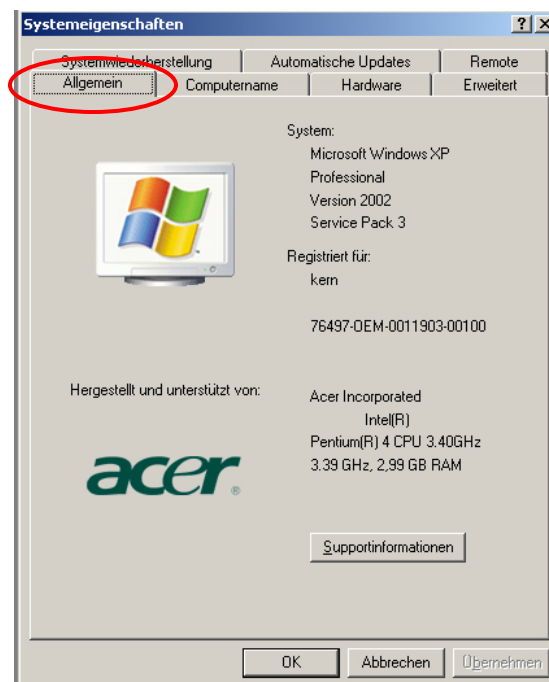 Systemeigenschaften
Systemwiederherstellung Automatische Updates Remote
Allgemein Computername Hardware Erweitert
System:
Microsoft Windows XP
Professional
Version 2002
Service Pack 3
Registriert für:
kern
76497-OEM-0011903-00100
Hergestellt und unterstützt von:
Acer Incorporated
Intel(R)
Pentium(R) 4 CPU 3.40GHz
3.39 GHz, 2,99 GB RAM
acer
Supportinformationen
OK Abbrechen Übernehmen